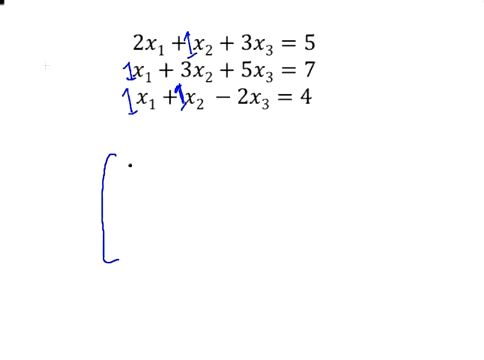 2x₁ + 1x₂ + 3x₃ = 5
1x₁ + 3x₂ + 5x₃ = 7
1x₁ + 1x₂ − 2x₃ = 4
[